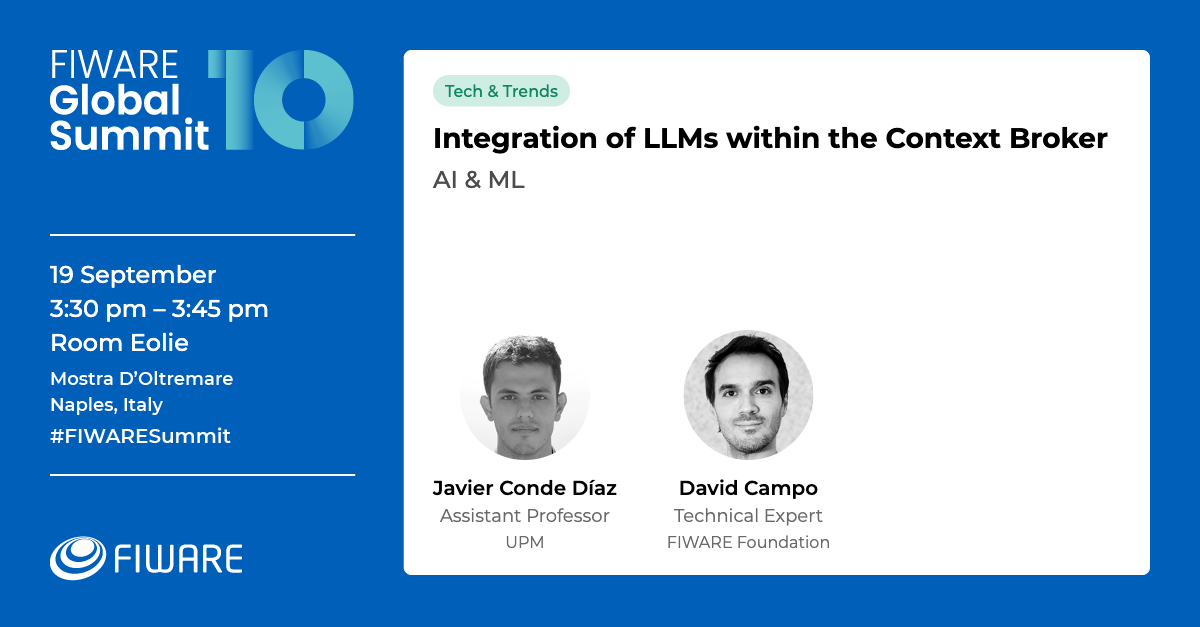 FIWARE
Global
Summit
10
19 September
3:30 pm – 3:45 pm
Room Eolie
Mostra D’Oltremare
Naples, Italy
#FIWARESummit
FIWARE
Tech & Trends
Integration of LLMs within the Context Broker
AI & ML
Javier Conde Díaz
Assistant Professor
UPM
David Campo
Technical Expert
FIWARE Foundation